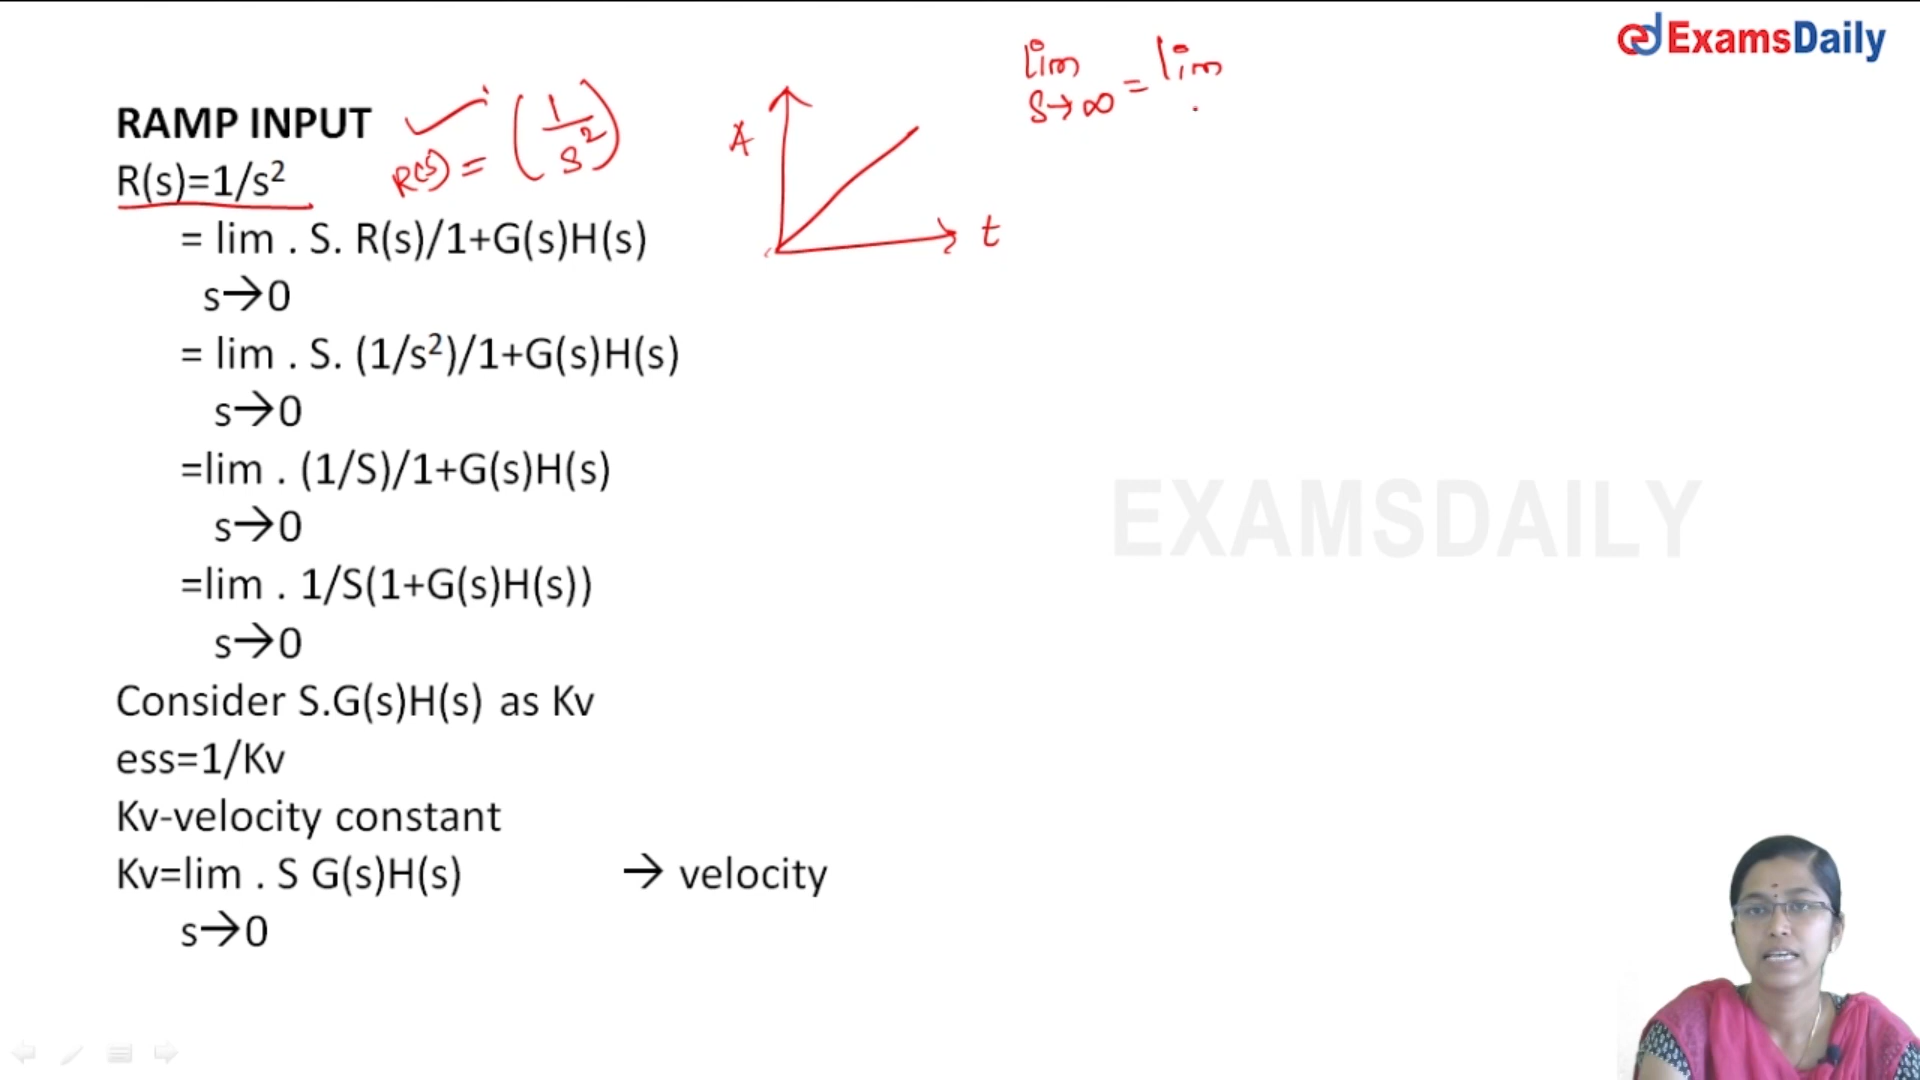 ExamsDaily
lim = lim
S→∞
RAMP INPUT
R(s)=1/s²
R(s) = (1/s²)
t
= lim . S. R(s)/1+G(s)H(s)
s→0
= lim . S. (1/s²)/1+G(s)H(s)
s→0
=lim . (1/S)/1+G(s)H(s)
s→0
EXAMSDAILY
=lim . 1/S(1+G(s)H(s))
s→0
Consider S.G(s)H(s) as Kv
ess=1/Kv
Kv-velocity constant
Kv=lim . S G(s)H(s) → velocity
s→0